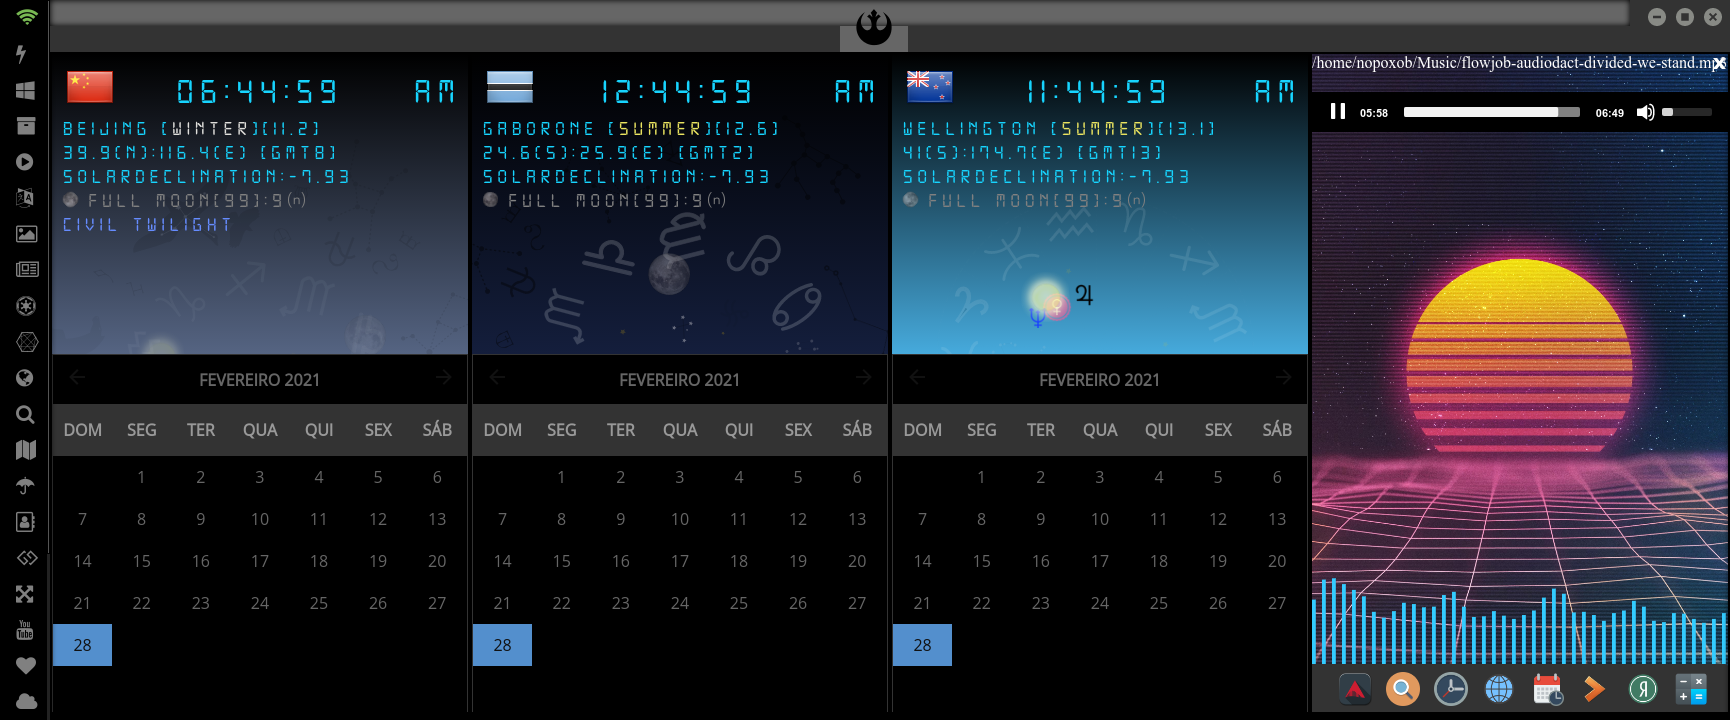 06:44:59 AM
BEIJING [WINTER][11.2]
39.9(N):116.4(E) [GMT8]
SOLARDECLINATION:-7.93
FULL MOON[99]:9(n)
CIVIL TWILIGHT
FEVEREIRO 2021
DOM SEG TER QUA QUI SEX SÁB
1 2 3 4 5 6
7 8 9 10 11 12 13
14 15 16 17 18 19 20
21 22 23 24 25 26 27
28
12:44:59 AM
GABORONE [SUMMER][12.6]
24.6(S):25.9(E) [GMT2]
SOLARDECLINATION:-7.93
FULL MOON[99]:9(n)
FEVEREIRO 2021
DOM SEG TER QUA QUI SEX SÁB
1 2 3 4 5 6
7 8 9 10 11 12 13
14 15 16 17 18 19 20
21 22 23 24 25 26 27
28
11:44:59 AM
WELLINGTON [SUMMER][13.1]
41(S):174.7(E) [GMT13]
SOLARDECLINATION:-7.93
FULL MOON[99]:9(n)
FEVEREIRO 2021
DOM SEG TER QUA QUI SEX SÁB
1 2 3 4 5 6
7 8 9 10 11 12 13
14 15 16 17 18 19 20
21 22 23 24 25 26 27
28
/home/nopoxob/Music/flowjob-audiodact-divided-we-stand.mp3
05:58 06:49
You
Tube
Я